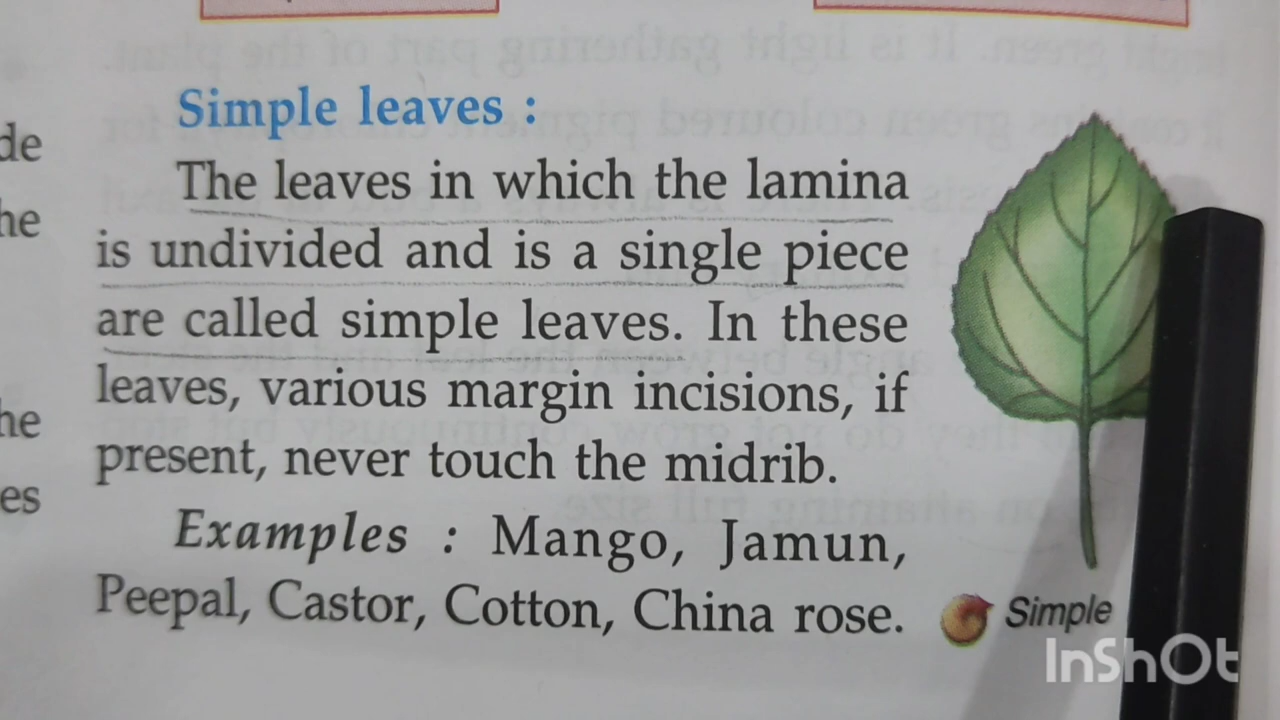 Simple leaves :
The leaves in which the lamina
is undivided and is a single piece
are called simple leaves. In these
leaves, various margin incisions, if
present, never touch the midrib.
Examples : Mango, Jamun,
Peepal, Castor, Cotton, China rose.
Simple
InShOt